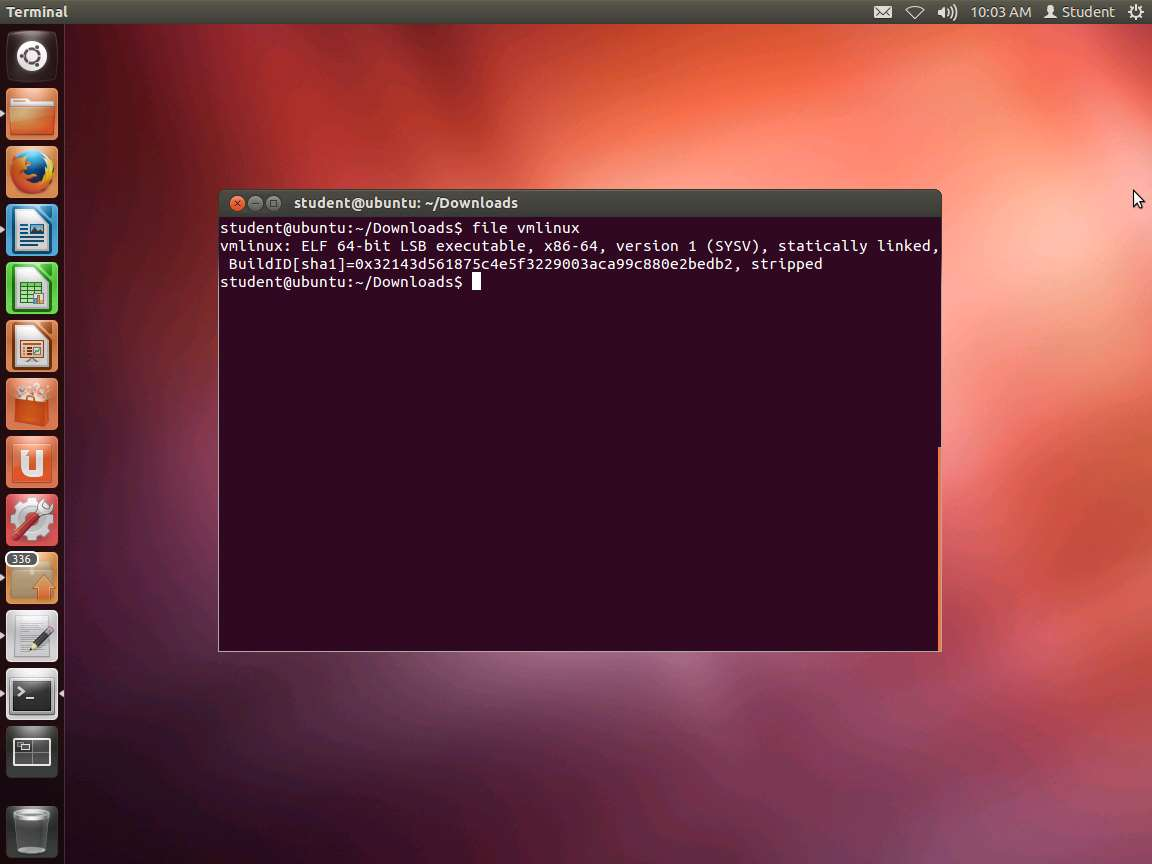 Terminal
10:03 AM
Student
student@ubuntu: ~/Downloads
student@ubuntu:~/Downloads$ file vmlinux
vmlinux: ELF 64-bit LSB executable, x86-64, version 1 (SYSV), statically linked,
BuildID[sha1]=0x32143d561875c4e5f3229003aca99c880e2bedb2, stripped
student@ubuntu:~/Downloads$
336